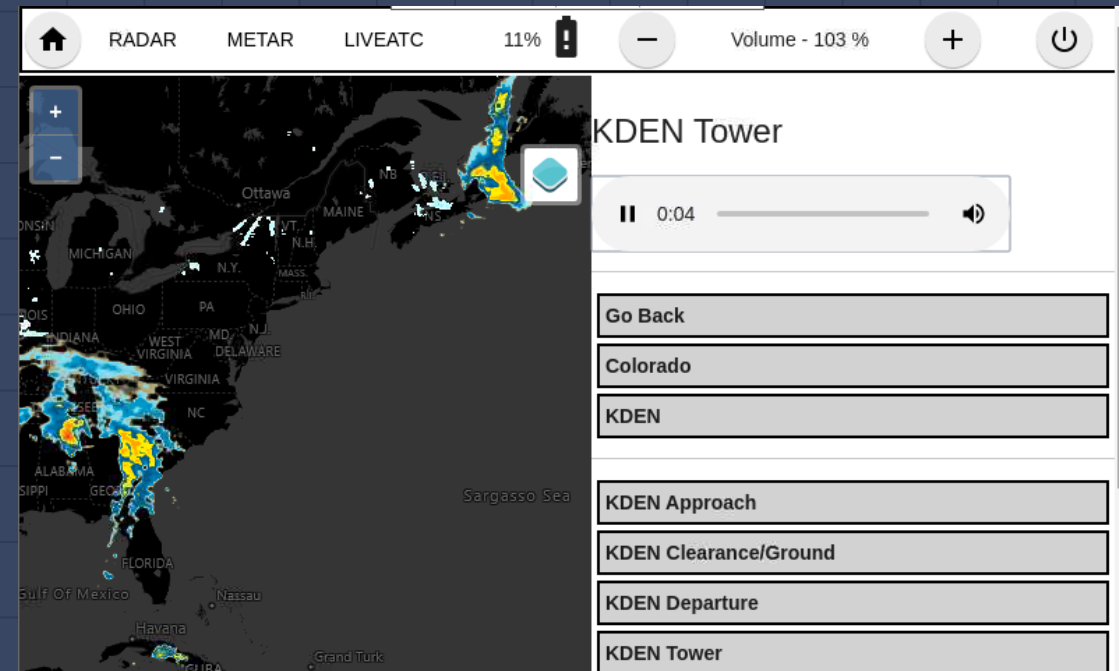 RADAR METAR LIVEATC 11% Volume - 103 %
KDEN Tower
0:04
Go Back
Colorado
KDEN
KDEN Approach
KDEN Clearance/Ground
KDEN Departure
KDEN Tower
+
−
Ottawa
NB
MAINE
NS
VT.
N.H.
MICHIGAN
N.Y.
MASS.
R.I.
OHIO
PA
N.J.
INDIANA
WEST
VIRGINIA
MD
DELAWARE
VIRGINIA
NC
ALABAMA
Sargasso Sea
FLORIDA
Gulf Of Mexico
Nassau
Havana
Grand Turk
CUBA